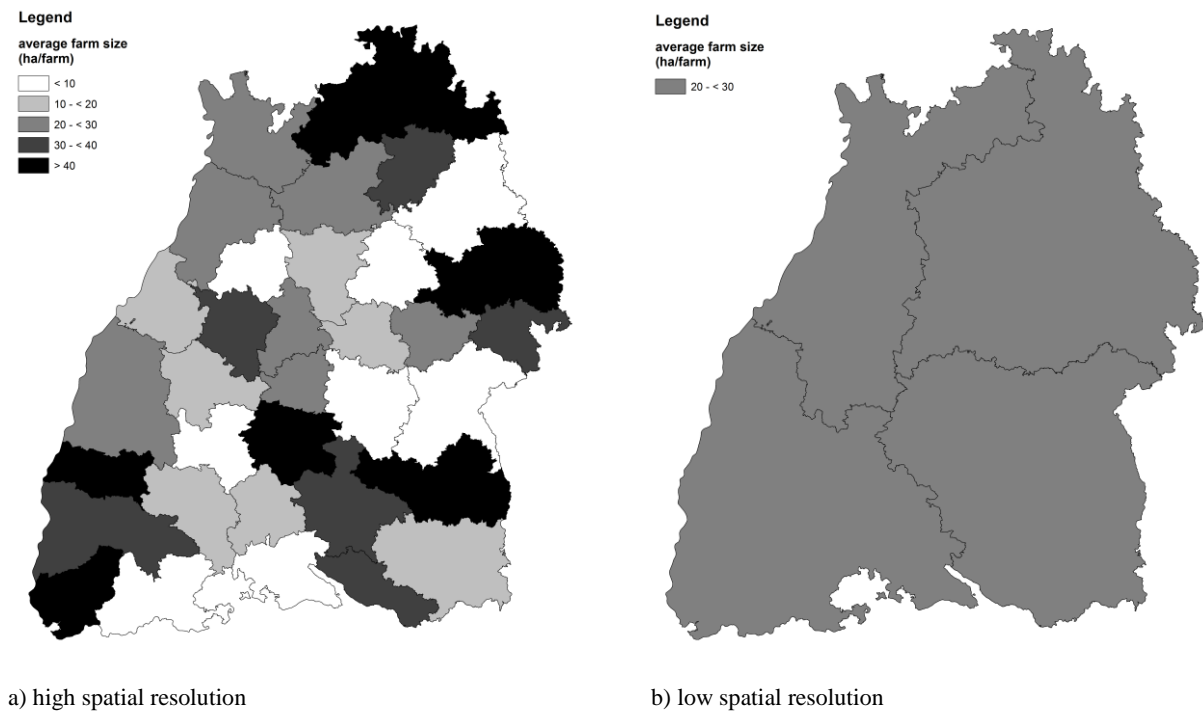 Legend
average farm size
(ha/farm)
< 10
10 - < 20
20 - < 30
30 - < 40
> 40
a) high spatial resolution
Legend
average farm size
(ha/farm)
20 - < 30
b) low spatial resolution